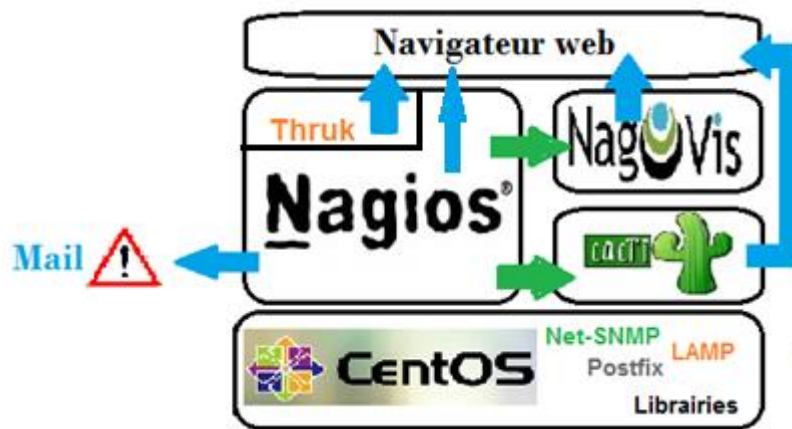 Navigateur web
Thruk
Nagios®
NagVis
Mail
CACTI
CentOS
Net-SNMP
LAMP
Postfix
Librairies